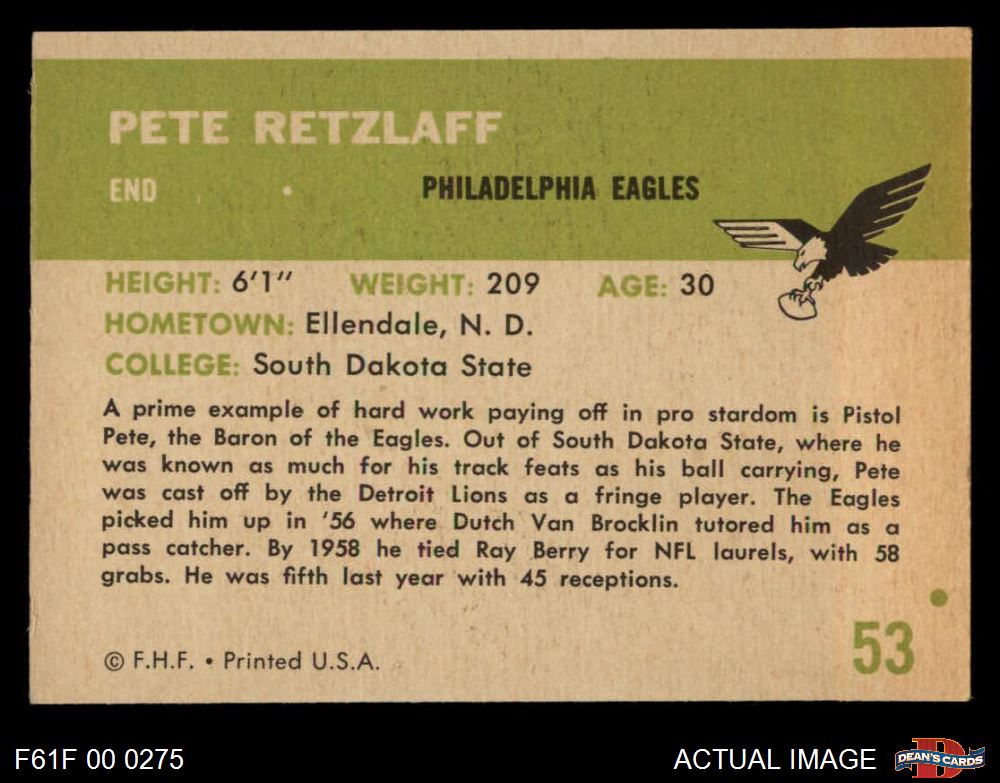 PETE RETZLAFF
END PHILADELPHIA EAGLES
HEIGHT: 6'1" WEIGHT: 209 AGE: 30
HOMETOWN: Ellendale, N. D.
COLLEGE: South Dakota State
A prime example of hard work paying off in pro stardom is Pistol
Pete, the Baron of the Eagles. Out of South Dakota State, where he
was known as much for his track feats as his ball carrying, Pete
was cast off by the Detroit Lions as a fringe player. The Eagles
picked him up in '56 where Dutch Van Brocklin tutored him as a
pass catcher. By 1958 he tied Ray Berry for NFL laurels, with 58
grabs. He was fifth last year with 45 receptions.
© F.H.F. • Printed U.S.A.
53
F61F 00 0275
ACTUAL IMAGE
D
DEAN'S CARDS